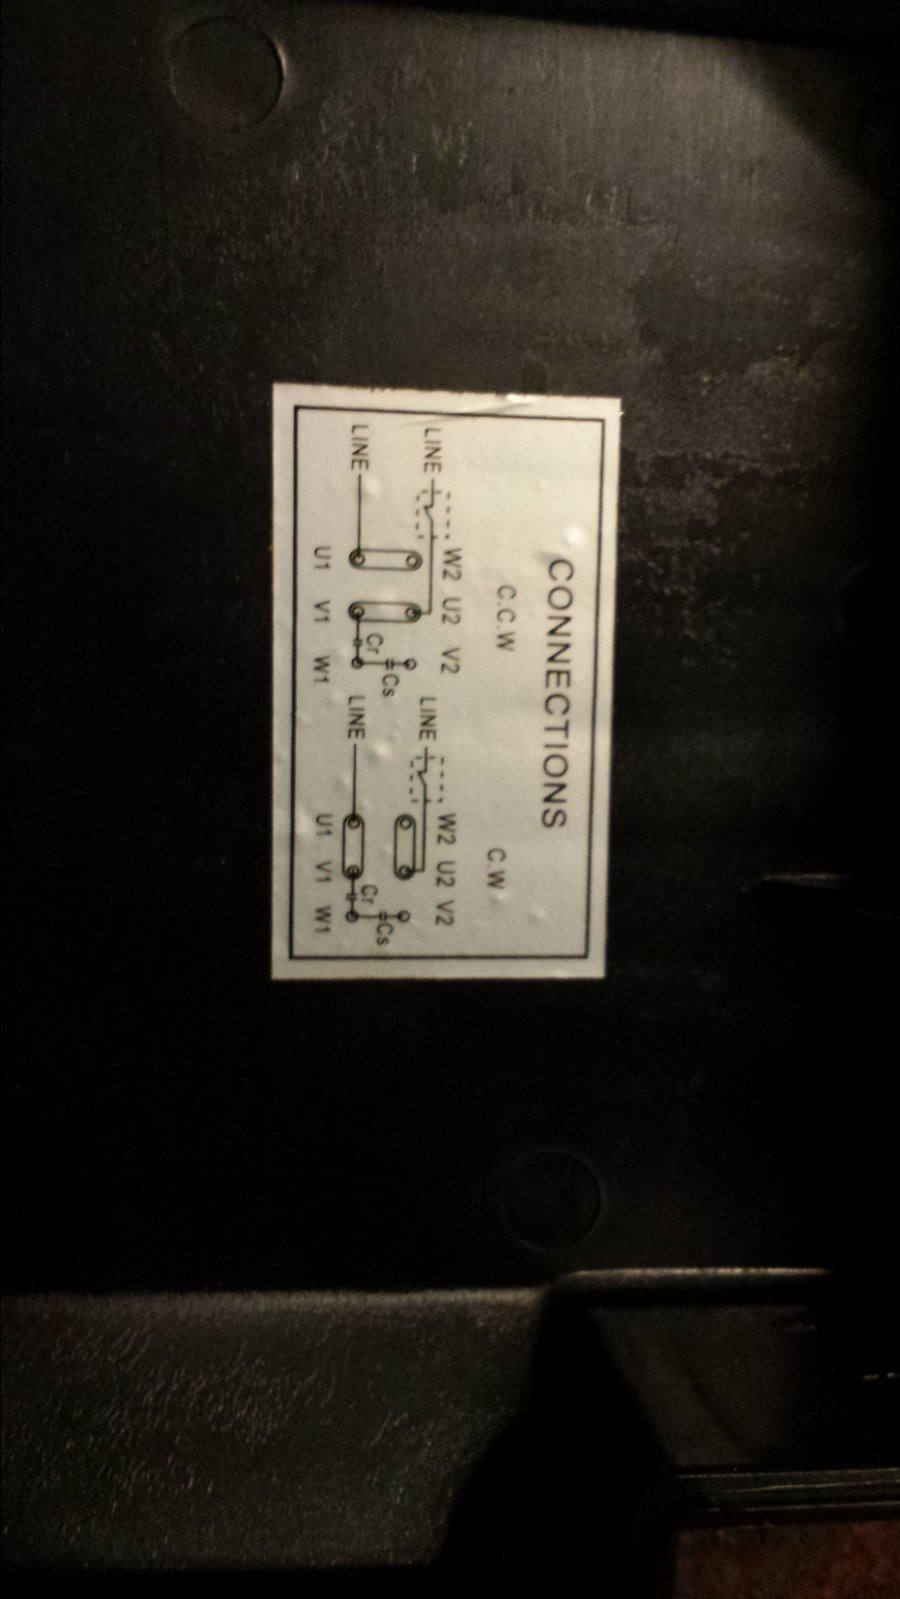 CONNECTIONS
C.C.W C.W
W2 U2 V2 W2 U2 V2
LINE LINE
Cs Cs
Cr Cr
LINE LINE
U1 V1 W1 U1 V1 W1